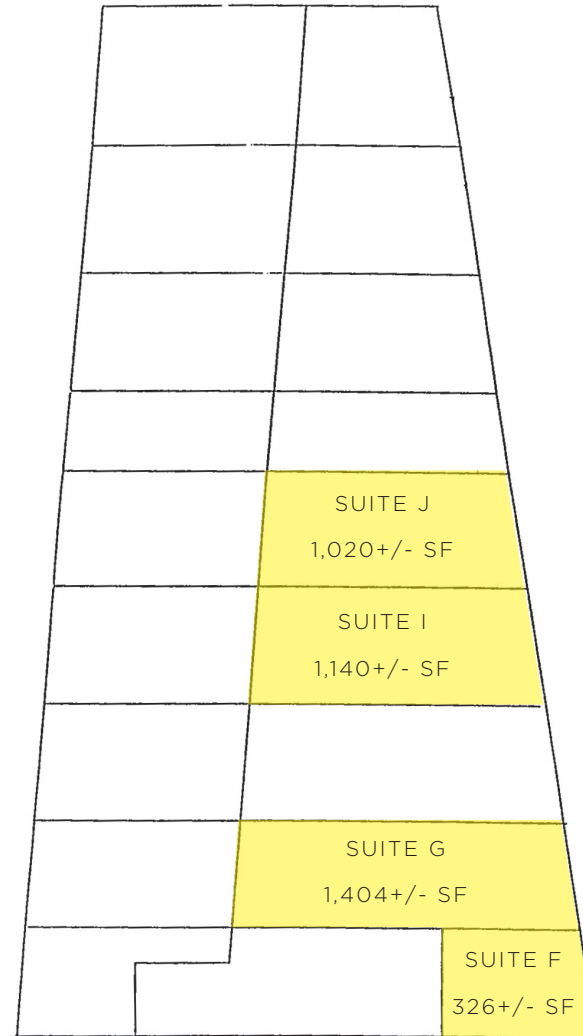 SUITE J
1,020+/- SF
SUITE I
1,140+/- SF
SUITE G
1,404+/- SF
SUITE F
326+/- SF